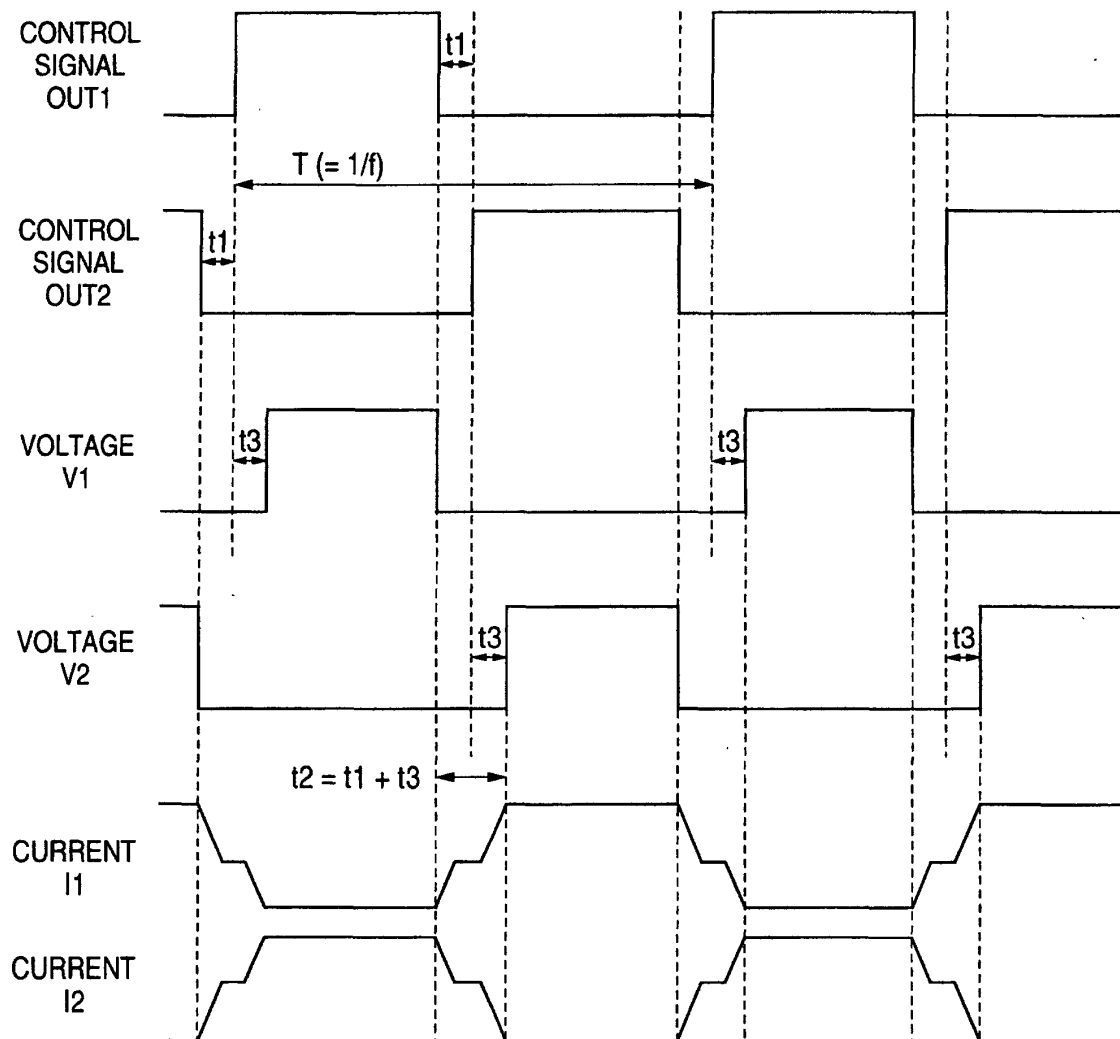 CONTROL
SIGNAL
OUT1
t1
T (= 1/f)
CONTROL
SIGNAL
OUT2
t1
VOLTAGE
V1
t3
t3
VOLTAGE
V2
t3
t3
t2 = t1 + t3
CURRENT
I1
CURRENT
I2